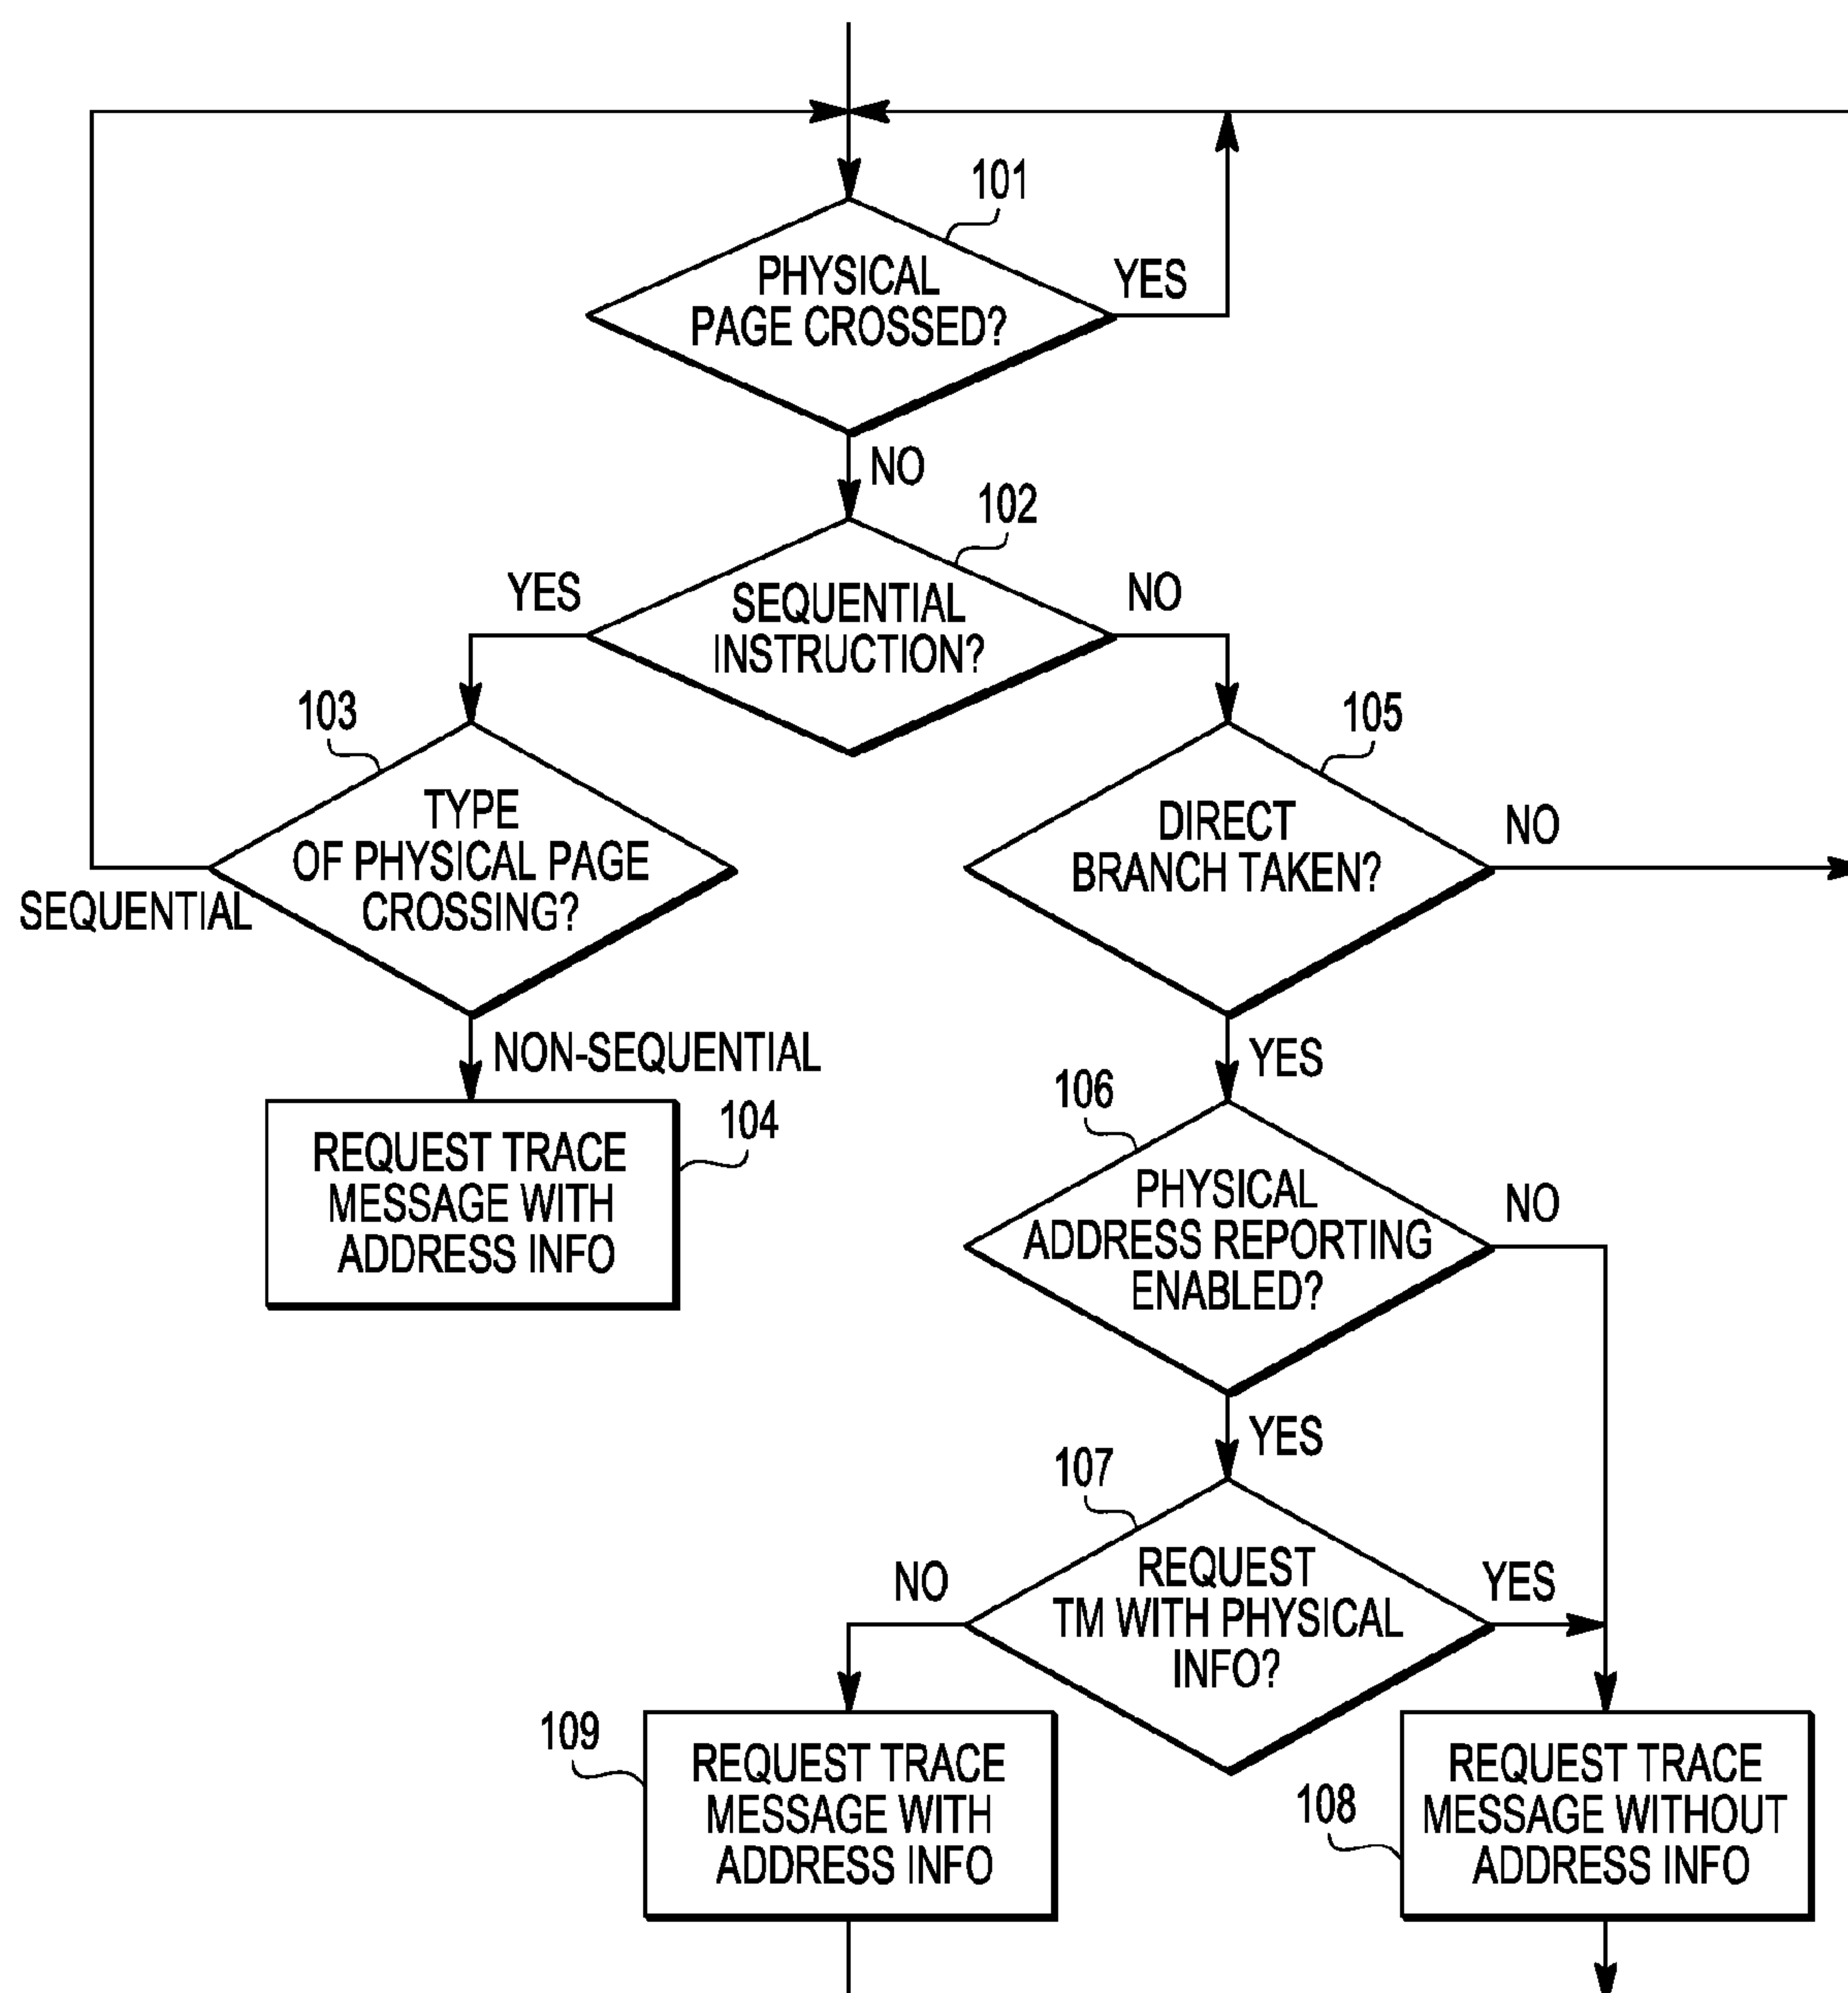 101
PHYSICAL
PAGE CROSSED?
YES
NO
102
YES
SEQUENTIAL
INSTRUCTION?
NO
103
TYPE
OF PHYSICAL PAGE
CROSSING?
SEQUENTIAL
NON-SEQUENTIAL
105
DIRECT
BRANCH TAKEN?
NO
YES
104
REQUEST TRACE
MESSAGE WITH
ADDRESS INFO
106
PHYSICAL
ADDRESS REPORTING
ENABLED?
NO
YES
107
NO
REQUEST
TM WITH PHYSICAL
INFO?
YES
109
REQUEST TRACE
MESSAGE WITH
ADDRESS INFO
108
REQUEST TRACE
MESSAGE WITHOUT
ADDRESS INFO